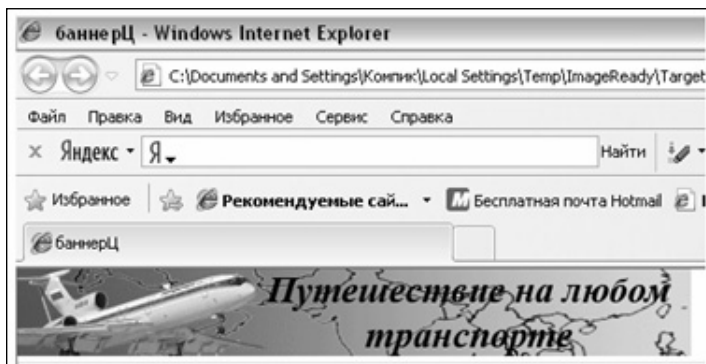 баннерЦ - Windows Internet Explorer
C:\Documents and Settings\Компик\Local Settings\Temp\ImageReady\Target
Файл Правка Вид Избранное Сервис Справка
× Яндекс Я Найти
Избранное Рекомендуемые сай... Бесплатная почта Hotmail
баннерЦ
Путешествие на любом
транспорте